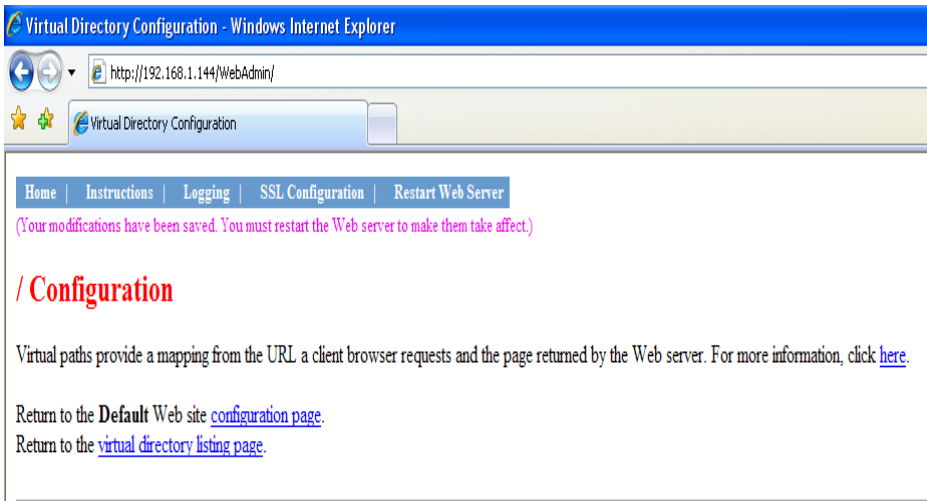 Virtual Directory Configuration - Windows Internet Explorer
http://192.168.1.144/WebAdmin/
Virtual Directory Configuration
Home | Instructions | Logging | SSL Configuration | Restart Web Server
(Your modifications have been saved. You must restart the Web server to make them take affect.)
/ Configuration
Virtual paths provide a mapping from the URL a client browser requests and the page returned by the Web server. For more information, click here.
Return to the Default Web site configuration page.
Return to the virtual directory listing page.